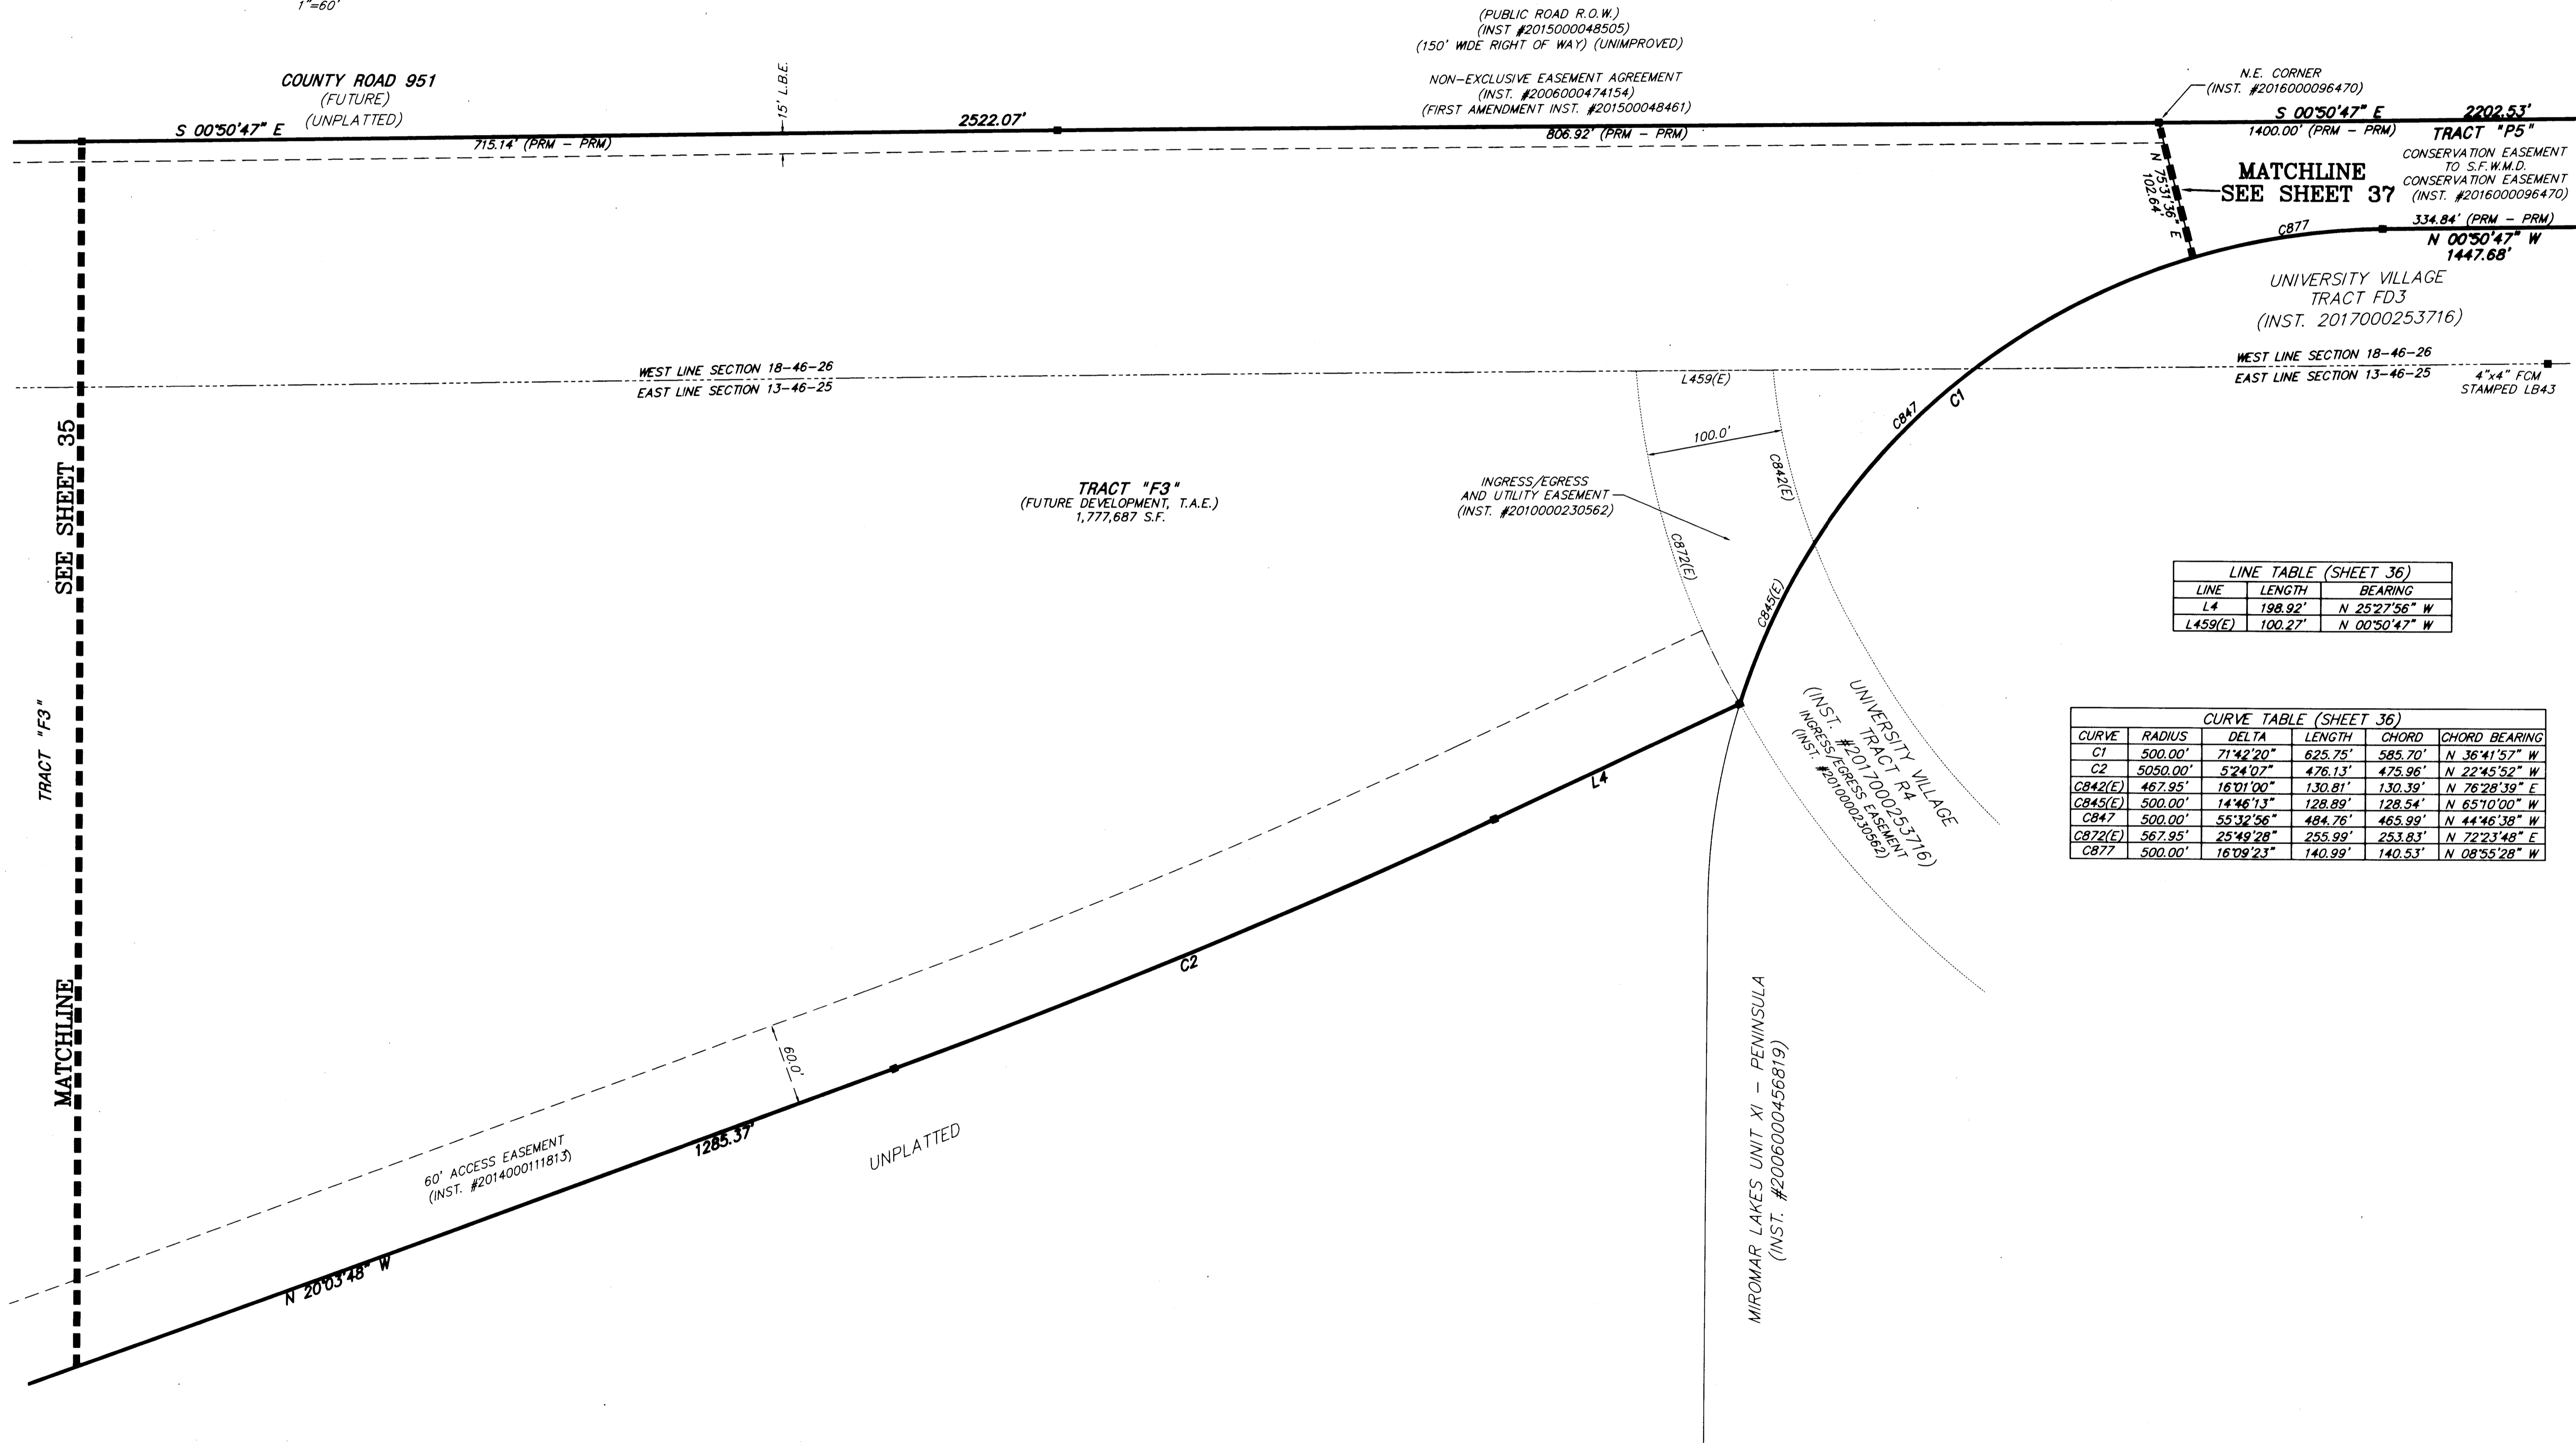 1"=60'
(PUBLIC ROAD R.O.W.)
(INST #2015000048505)
(150' WIDE RIGHT OF WAY) (UNIMPROVED)
COUNTY ROAD 951
(FUTURE)
(UNPLATTED)
S 00°50'47" E
15' L.B.E.
2522.07'
NON-EXCLUSIVE EASEMENT AGREEMENT
(INST. #2006000474154)
(FIRST AMENDMENT INST. #201500048461)
N.E. CORNER
(INST. #2016000096470)
S 00°50'47" E 2202.53'
715.14' (PRM - PRM)
806.92' (PRM - PRM)
1400.00' (PRM - PRM)
TRACT "P5"
CONSERVATION EASEMENT
TO S.F.W.M.D.
CONSERVATION EASEMENT
(INST. #2016000096470)
N 75°31'36" E
102.64'
MATCHLINE
SEE SHEET 37
C877
334.84' (PRM - PRM)
N 00°50'47" W
1447.68'
UNIVERSITY VILLAGE
TRACT FD3
(INST. 2017000253716)
WEST LINE SECTION 18-46-26
EAST LINE SECTION 13-46-25
L459(E)
WEST LINE SECTION 18-46-26
EAST LINE SECTION 13-46-25
4"x4" FCM
STAMPED LB43
C847
C1
100.0'
C842(E)
SEE SHEET 35
TRACT "F3"
(FUTURE DEVELOPMENT, T.A.E.)
1,777,687 S.F.
INGRESS/EGRESS
AND UTILITY EASEMENT
(INST. #2010000230562)
C872(E)
C845(E)
LINE TABLE (SHEET 36)
LINE LENGTH BEARING
L4 198.92' N 25°27'56" W
L459(E) 100.27' N 00°50'47" W
TRACT "F3"
UNIVERSITY VILLAGE
TRACT R4
(INST. #2017000253716)
INGRESS/EGRESS EASEMENT
(INST. #2010000230562)
CURVE TABLE (SHEET 36)
CURVE RADIUS DELTA LENGTH CHORD CHORD BEARING
C1 500.00' 71°42'20" 625.75' 585.70' N 36°41'57" W
C2 5050.00' 5°24'07" 476.13' 475.96' N 22°45'52" W
C842(E) 467.95' 16°01'00" 130.81' 130.39' N 76°28'39" E
C845(E) 500.00' 14°46'13" 128.89' 128.54' N 65°10'00" W
C847 500.00' 55°32'56" 484.76' 465.99' N 44°46'38" W
C872(E) 567.95' 25°49'28" 255.99' 253.83' N 72°23'48" E
C877 500.00' 16°09'23" 140.99' 140.53' N 08°55'28" W
L4
C2
MATCHLINE
60.0'
1285.37'
UNPLATTED
60' ACCESS EASEMENT
(INST. #2014000111813)
N 20°03'48" W
MIROMAR LAKES UNIT XI - PENINSULA
(INST. #2006000456819)